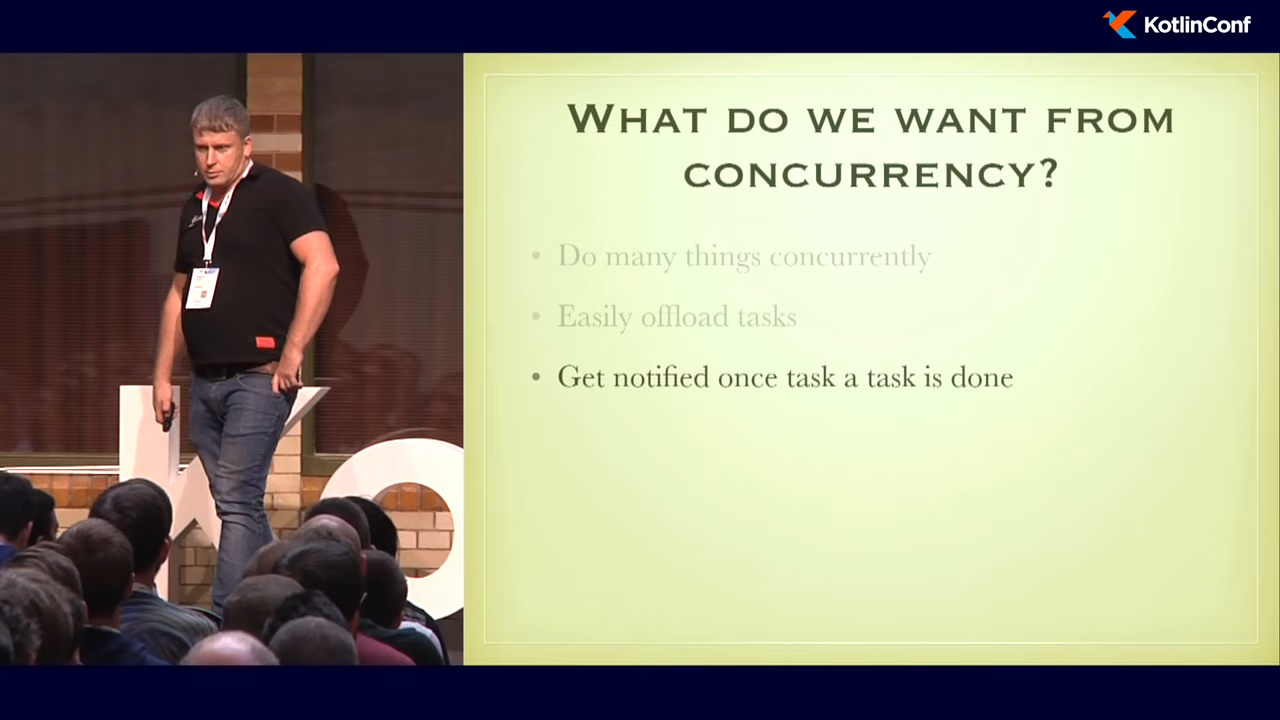 KotlinConf
WHAT DO WE WANT FROM
CONCURRENCY?
• Do many things concurrently
• Easily offload tasks
• Get notified once task a task is done
K